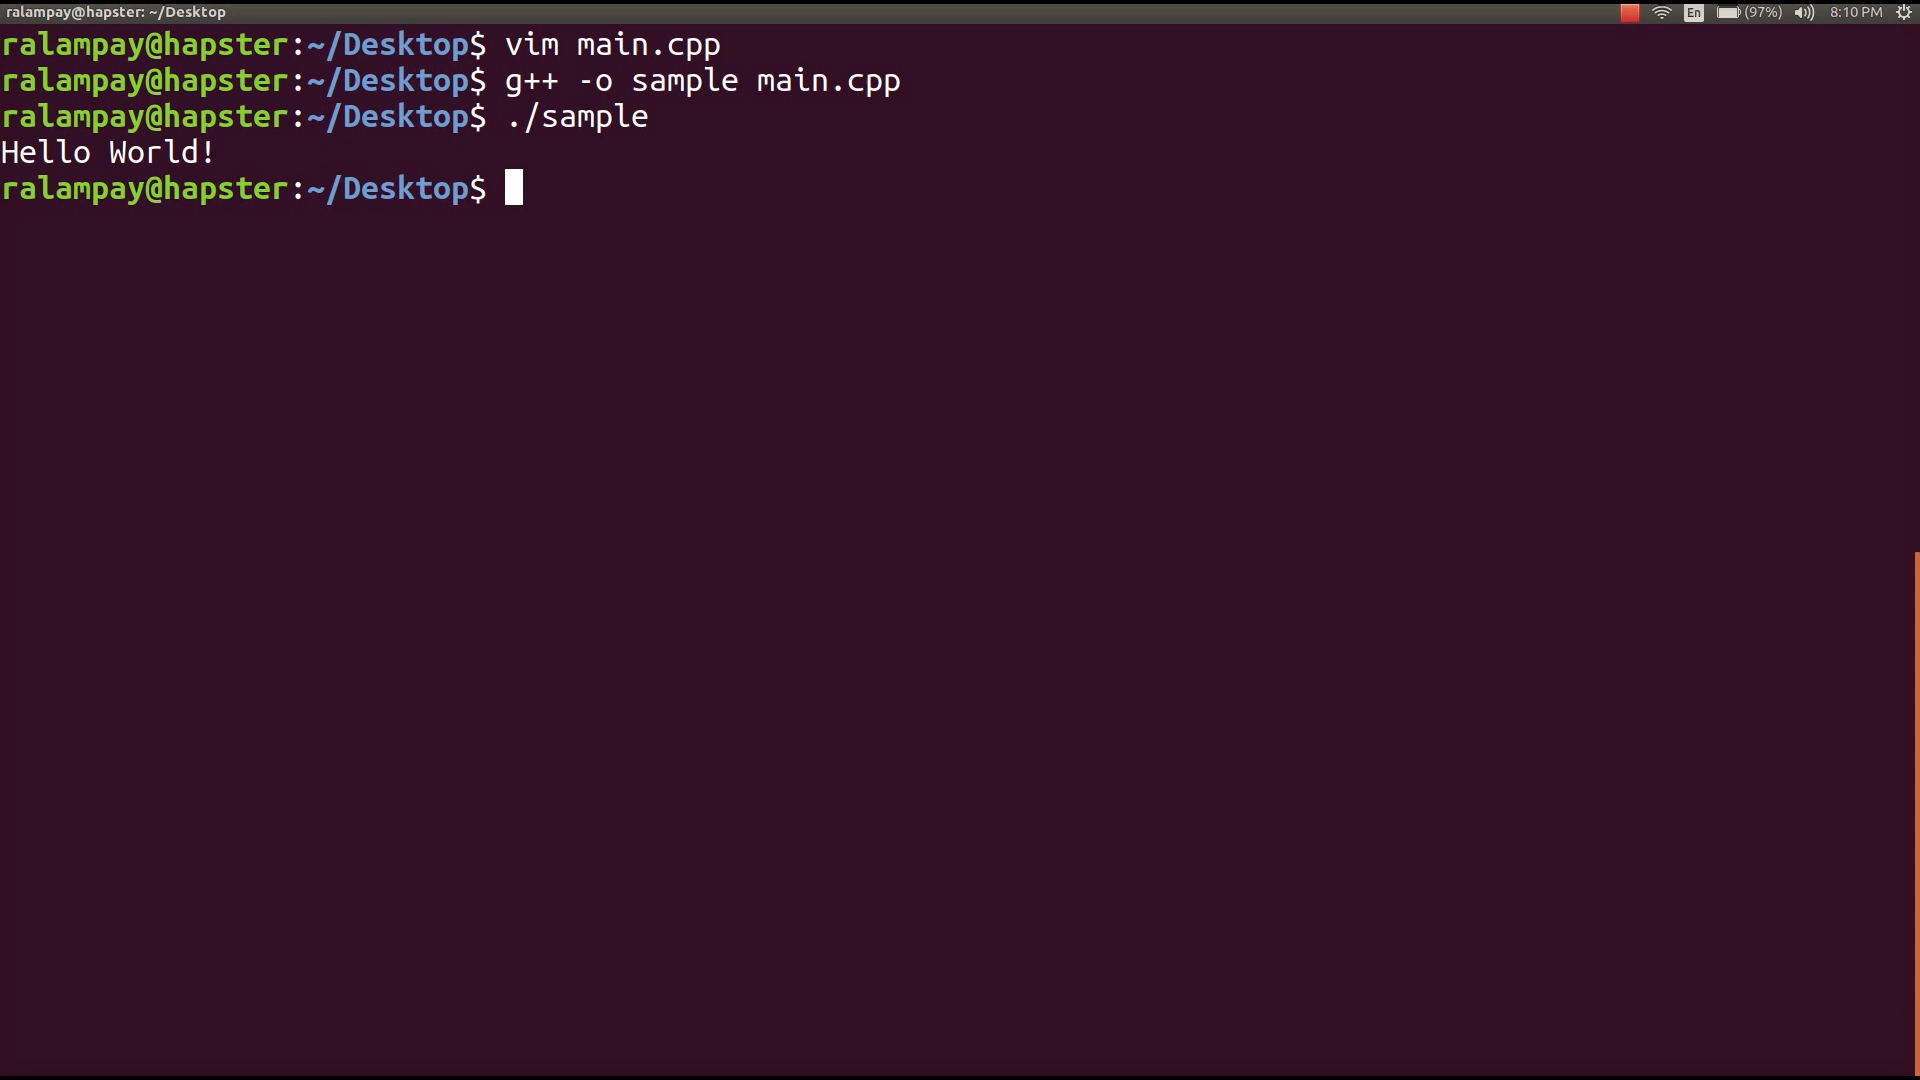 ralampay@hapster: ~/Desktop En (97%) 8:10 PM
ralampay@hapster:~/Desktop$ vim main.cpp
ralampay@hapster:~/Desktop$ g++ -o sample main.cpp
ralampay@hapster:~/Desktop$ ./sample
Hello World!
ralampay@hapster:~/Desktop$